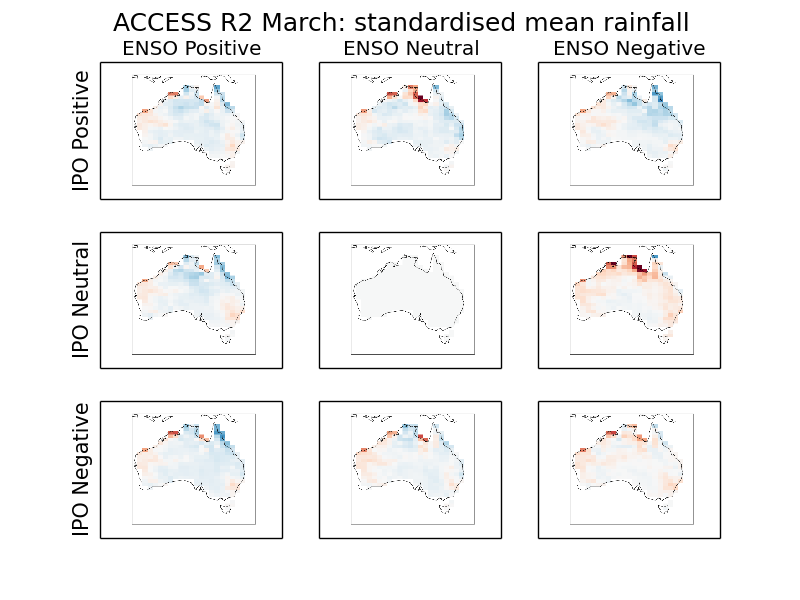 ACCESS R2 March: standardised mean rainfall
ENSO Positive
ENSO Neutral
ENSO Negative
IPO Positive
IPO Neutral
IPO Negative